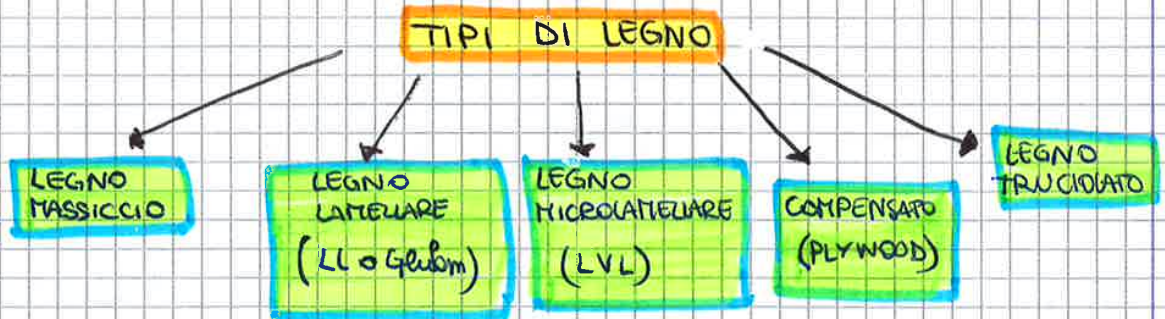 TIPI DI LEGNO
LEGNO
MASSICCIO
LEGNO
LAMELLARE
(LL o Glulam)
LEGNO
MICROLAMELLARE
(LVL)
COMPENSATO
(PLYWOOD)
LEGNO
TRUCIOLATO